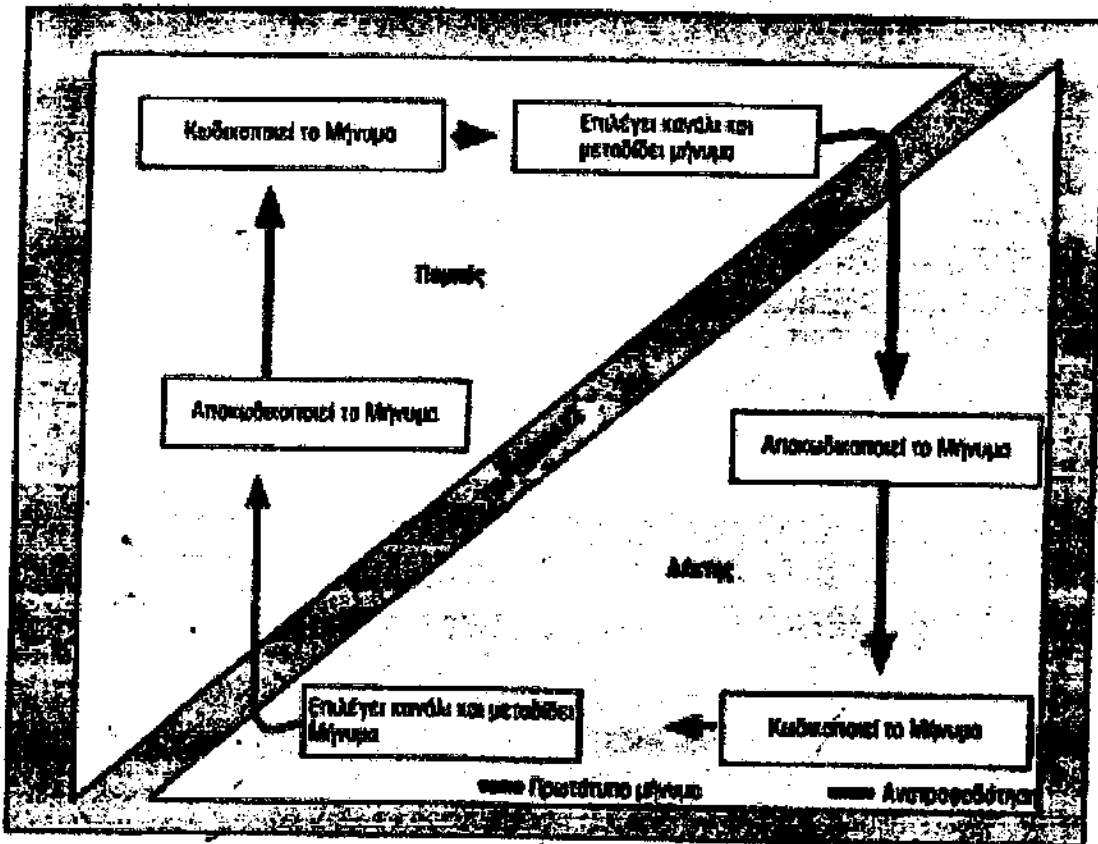 Κωδικοποιεί το Μήνυμα
Επιλέγει κανάλι και
μεταδίδει μήνυμα
Πομπός
Αποκωδικοποιεί το Μήνυμα
Αποκωδικοποιεί το Μήνυμα
Δέκτης
Επιλέγει κανάλι και μεταδίδει
Μήνυμα
Κωδικοποιεί το Μήνυμα
Πρωτότυπο μήνυμα
Ανατροφοδότηση